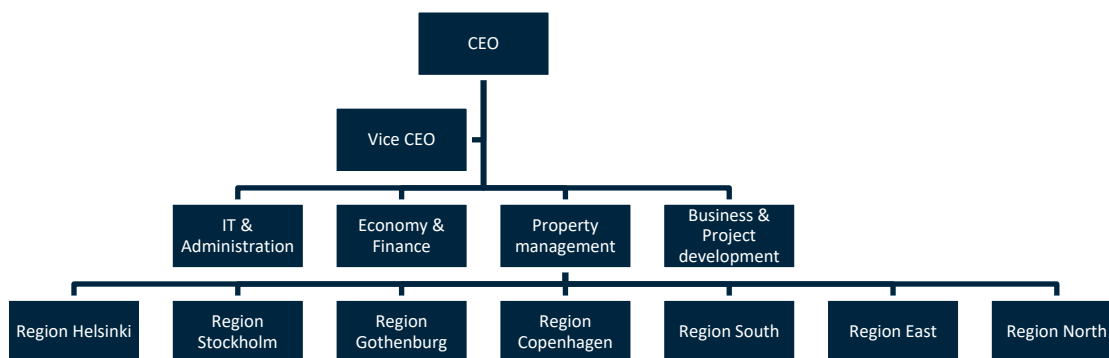 CEO
Vice CEO
IT &
Administration
Economy &
Finance
Property
management
Business &
Project
development
Region Helsinki
Region
Stockholm
Region
Gothenburg
Region
Copenhagen
Region South
Region East
Region North